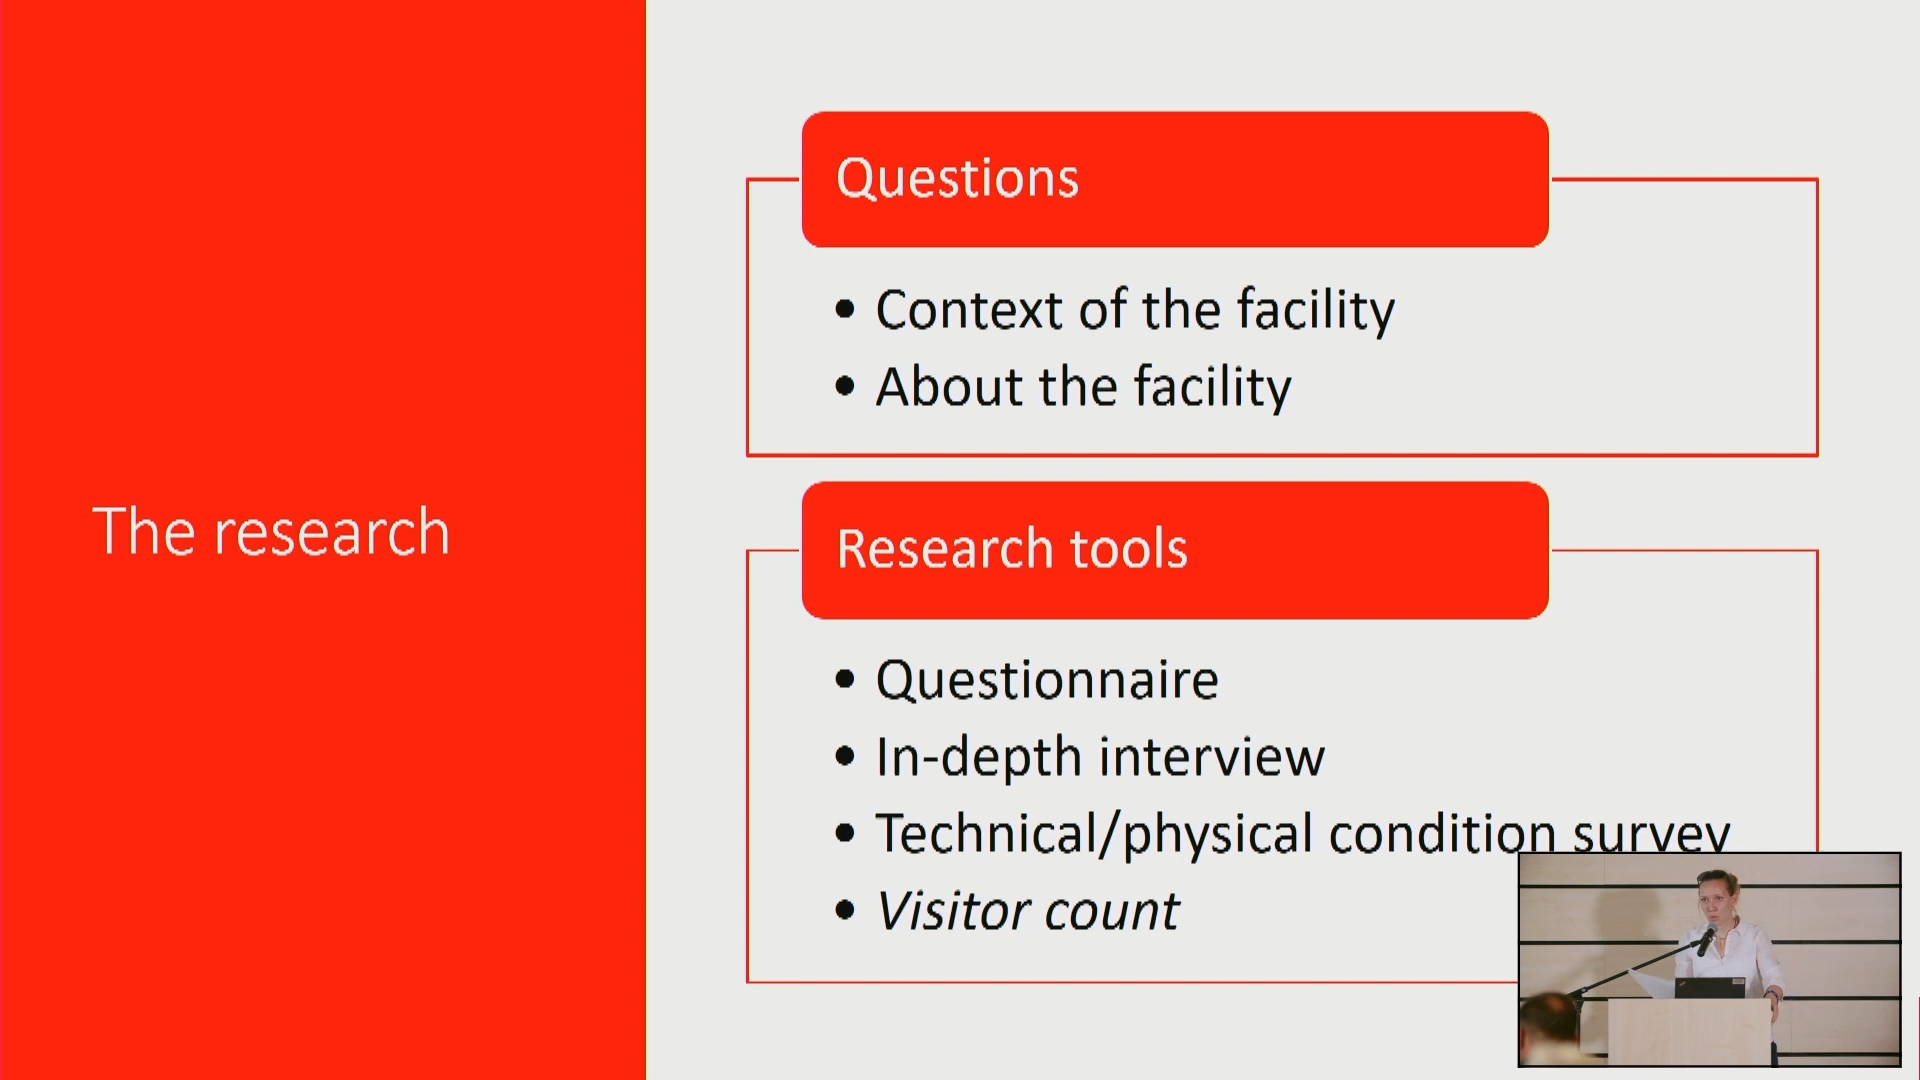 The research
Questions
• Context of the facility
• About the facility
Research tools
• Questionnaire
• In-depth interview
• Technical/physical condition survey
• Visitor count